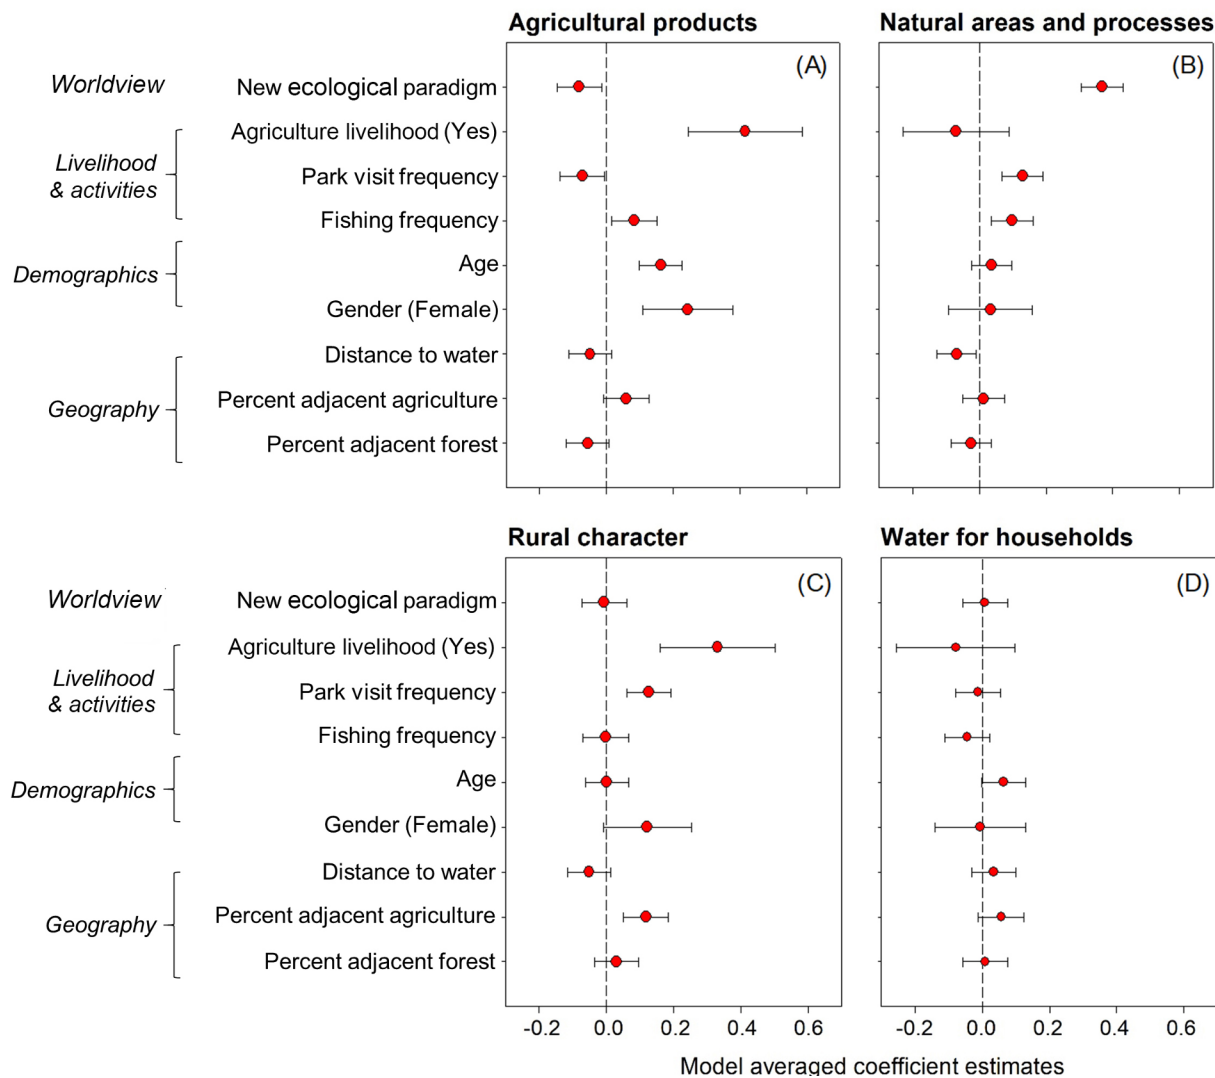 Agricultural products
Natural areas and processes
(A)
(B)
Worldview
New ecological paradigm
Agriculture livelihood (Yes)
Livelihood
& activities
Park visit frequency
Fishing frequency
Demographics
Age
Gender (Female)
Distance to water
Geography
Percent adjacent agriculture
Percent adjacent forest
Rural character
Water for households
(C)
(D)
Worldview
New ecological paradigm
Agriculture livelihood (Yes)
Livelihood
& activities
Park visit frequency
Fishing frequency
Demographics
Age
Gender (Female)
Distance to water
Geography
Percent adjacent agriculture
Percent adjacent forest
-0.2 0.0 0.2 0.4 0.6
-0.2 0.0 0.2 0.4 0.6
Model averaged coefficient estimates